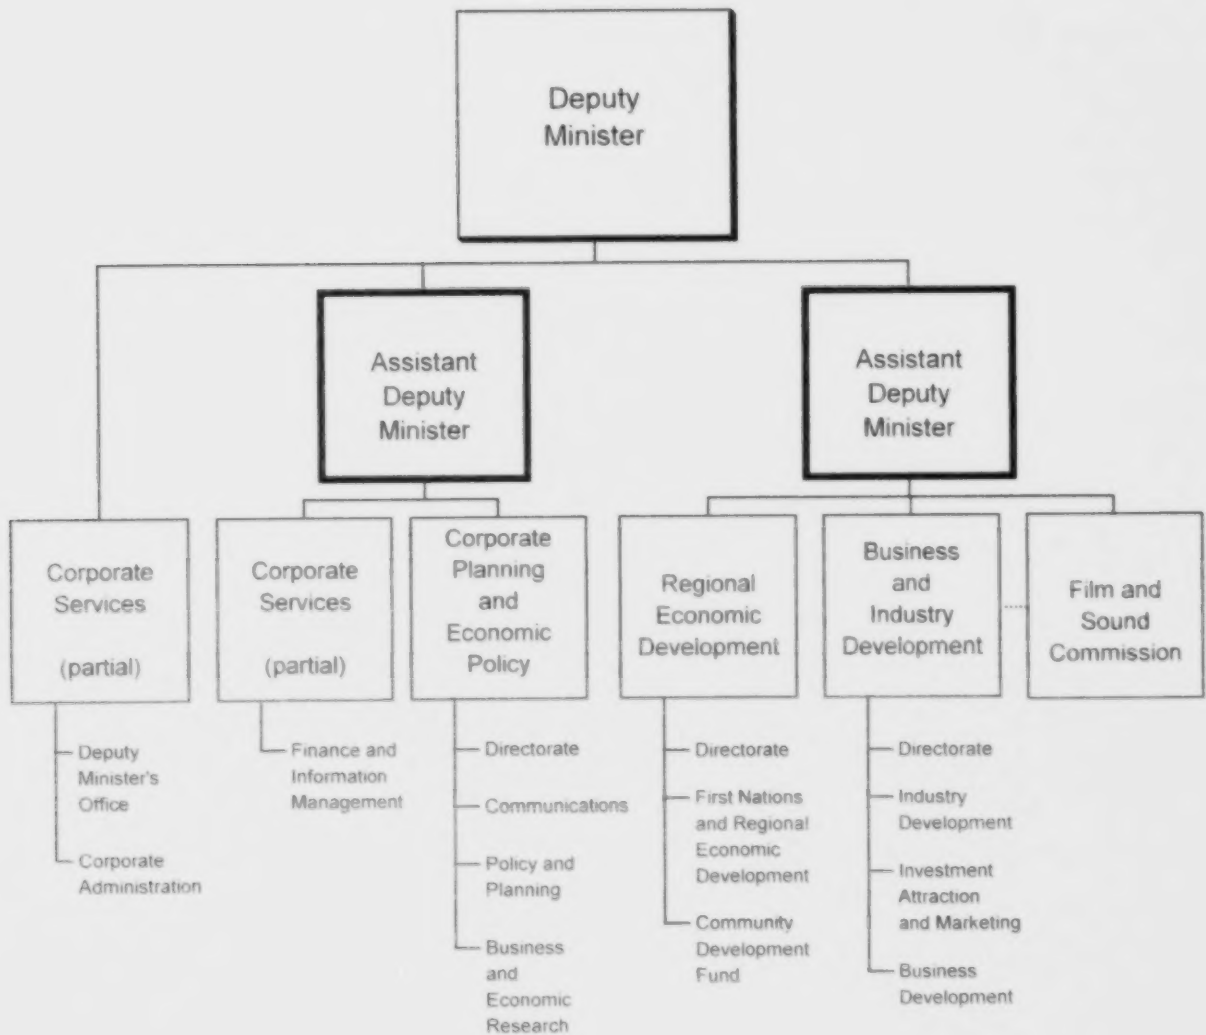 Deputy
Minister
Assistant
Deputy
Minister
Assistant
Deputy
Minister
Corporate
Services
(partial)
Corporate
Services
(partial)
Corporate
Planning
and
Economic
Policy
Regional
Economic
Development
Business
and
Industry
Development
Film and
Sound
Commission
Deputy
Minister's
Office
Corporate
Administration
Finance and
Information
Management
Directorate
Communications
Policy and
Planning
Business
and
Economic
Research
Directorate
First Nations
and Regional
Economic
Development
Community
Development
Fund
Directorate
Industry
Development
Investment
Attraction
and Marketing
Business
Development